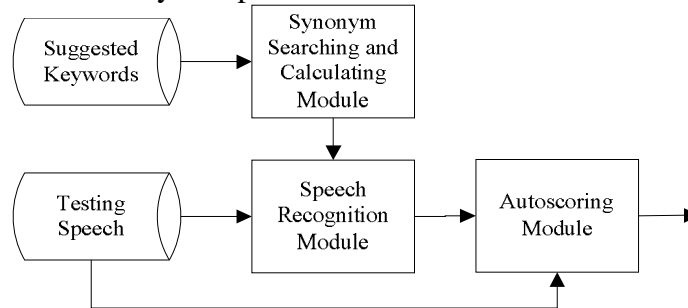 Suggested
Keywords
Synonym
Searching and
Calculating
Module
Testing
Speech
Speech
Recognition
Module
Autoscoring
Module